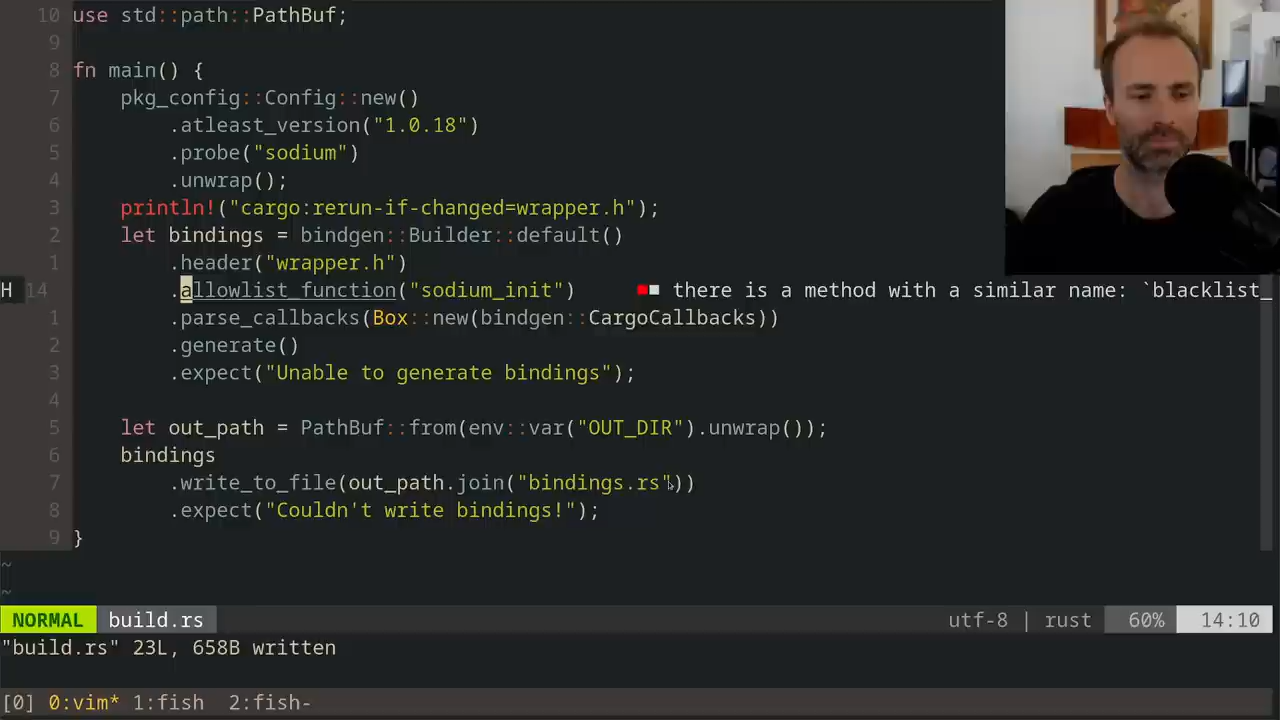 10 use std::path::PathBuf;
9
8 fn main() {
7     pkg_config::Config::new()
6         .atleast_version("1.0.18")
5         .probe("sodium")
4         .unwrap();
3     println!("cargo:rerun-if-changed=wrapper.h");
2     let bindings = bindgen::Builder::default()
1         .header("wrapper.h")
H 14         .allowlist_function("sodium_init")     there is a method with a similar name: `blacklist_
1         .parse_callbacks(Box::new(bindgen::CargoCallbacks))
2         .generate()
3         .expect("Unable to generate bindings");
4
5     let out_path = PathBuf::from(env::var("OUT_DIR").unwrap());
6     bindings
7         .write_to_file(out_path.join("bindings.rs"))
8         .expect("Couldn't write bindings!");
9 }
~
~
NORMAL build.rs utf-8 | rust 60% 14:10
"build.rs" 23L, 658B written
[0] 0:vim* 1:fish  2:fish-